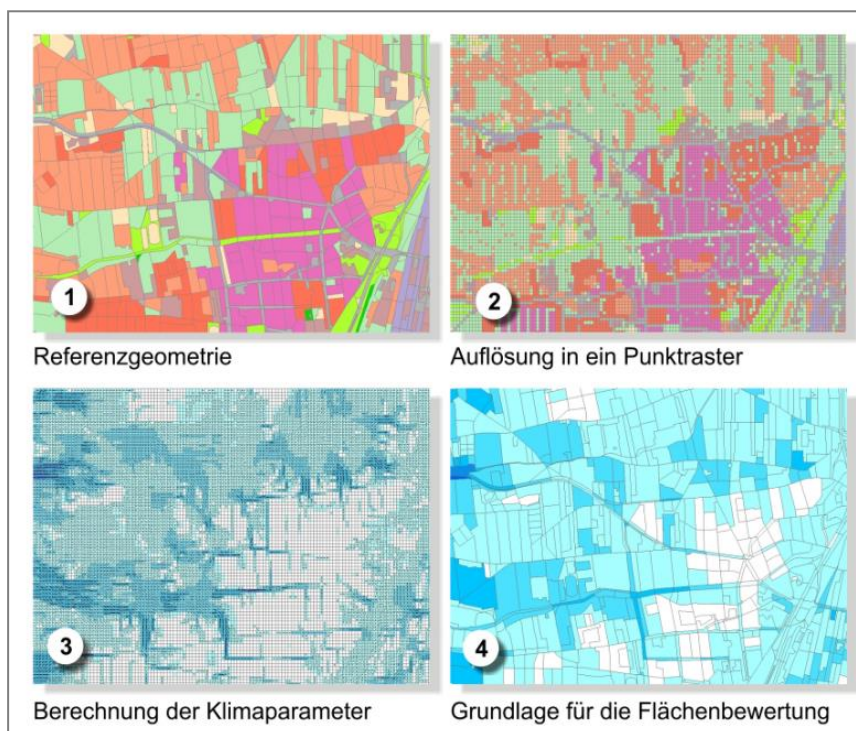 1
2
Referenzgeometrie
Auflösung in ein Punktraster
3
4
Berechnung der Klimaparameter
Grundlage für die Flächenbewertung